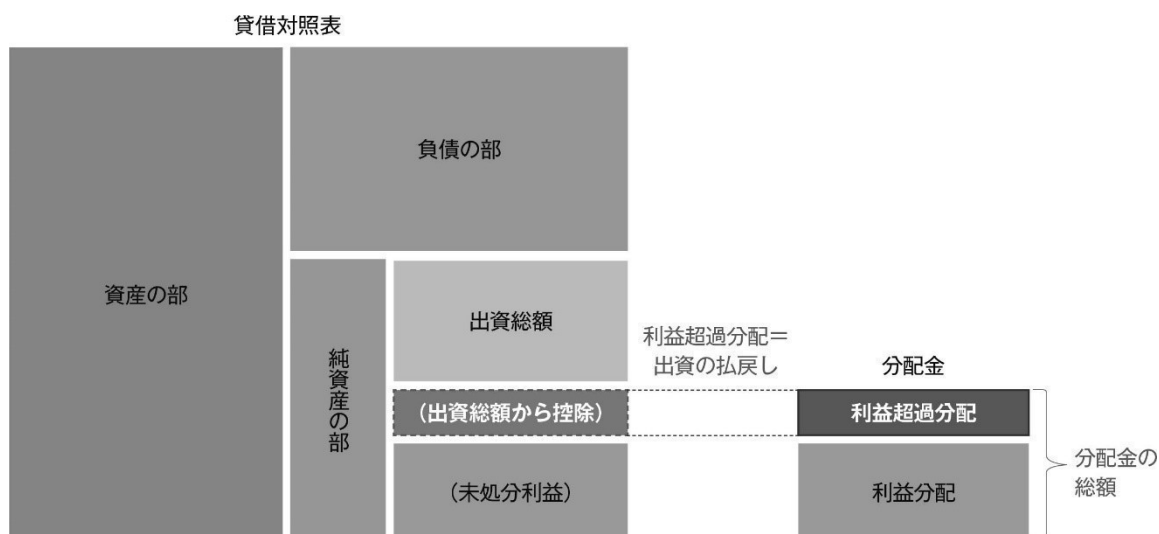 貸借対照表
資産の部
負債の部
純資産の部
出資総額
(出資総額から控除)
(未処分利益)
利益超過分配＝
出資の払戻し
分配金
利益超過分配
利益分配
分配金の
総額